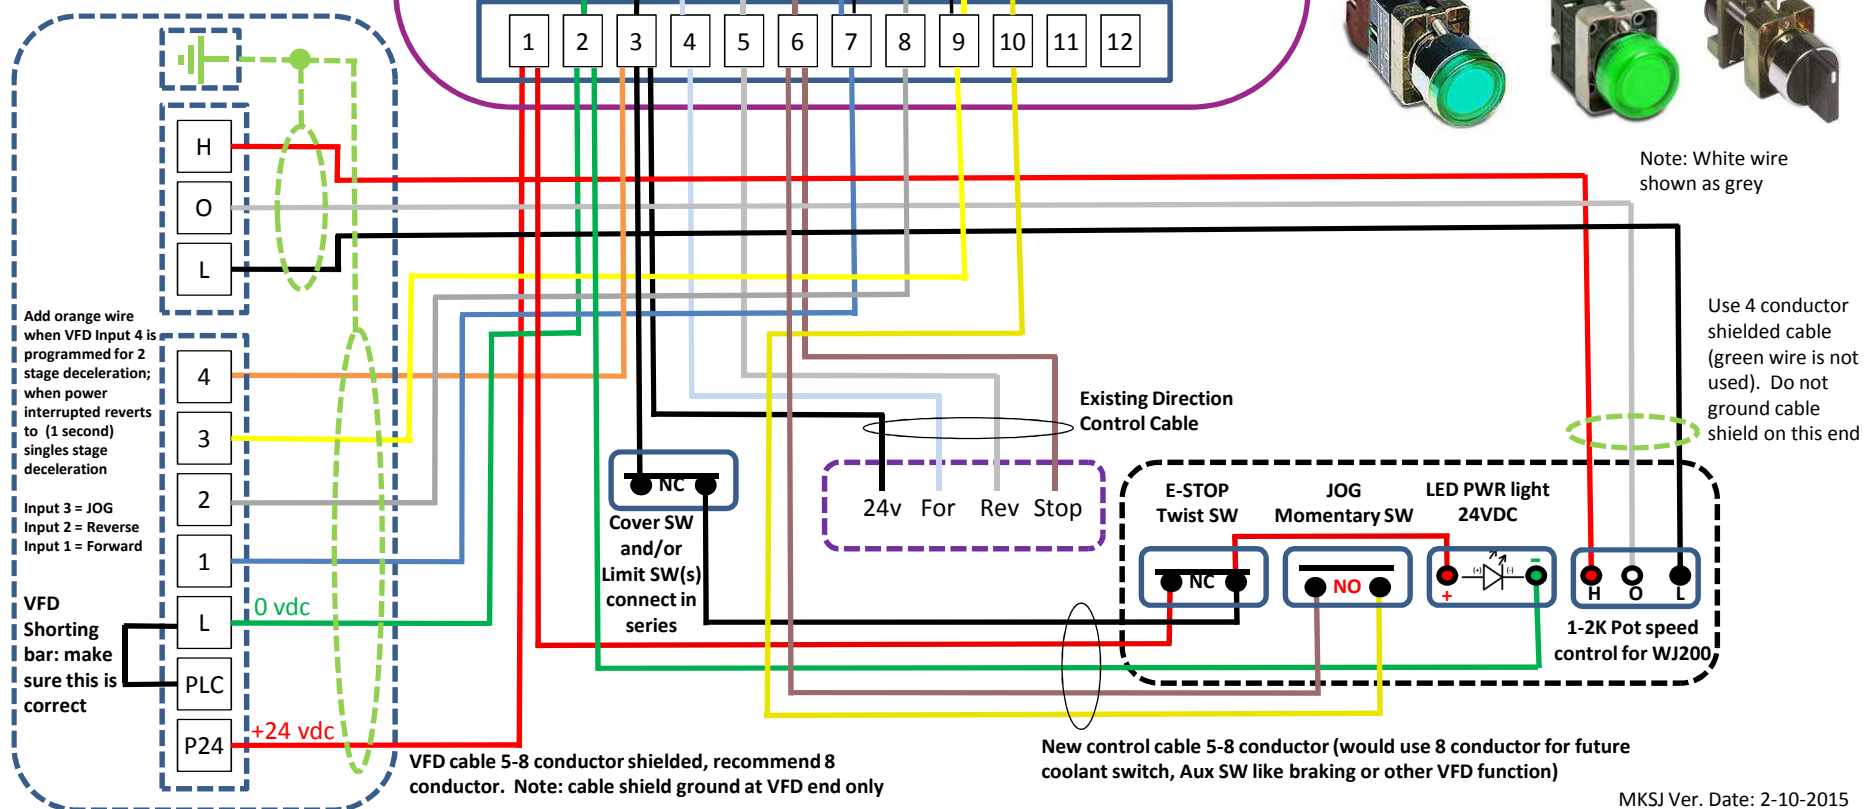 1 2 3 4 5 6 7 8 9 10 11 12
H
O
L
Note: White wire
shown as grey
Add orange wire
when VFD Input 4 is
programmed for 2
stage deceleration;
when power
interrupted reverts
to (1 second)
singles stage
deceleration
Input 3 = JOG
Input 2 = Reverse
Input 1 = Forward
VFD
Shorting
bar: make
sure this is
correct
4
3
2
1
L
PLC
P24
0 vdc
+24 vdc
Use 4 conductor
shielded cable
(green wire is not
used). Do not
ground cable
shield on this end
Existing Direction
Control Cable
24v For Rev Stop
NC
Cover SW
and/or
Limit SW(s)
connect in
series
E-STOP
Twist SW
NC
JOG
Momentary SW
NO
LED PWR light
24VDC
(+) (-)
+ -
H O L
1-2K Pot speed
control for WJ200
VFD cable 5-8 conductor shielded, recommend 8
conductor. Note: cable shield ground at VFD end only
New control cable 5-8 conductor (would use 8 conductor for future
coolant switch, Aux SW like braking or other VFD function)
MKSJ Ver. Date: 2-10-2015